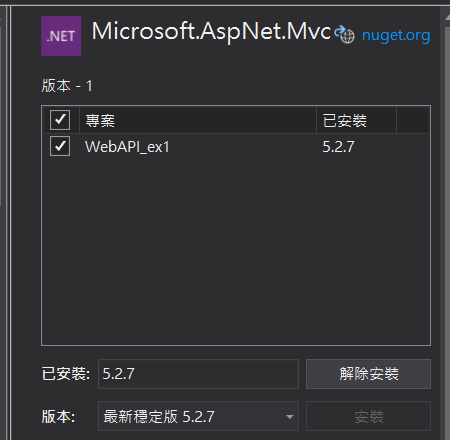 .NET Microsoft.AspNet.Mvc nuget.org
版本 - 1
專案 已安裝
WebAPI_ex1 5.2.7
已安裝: 5.2.7 解除安裝
版本: 最新穩定版 5.2.7 安裝